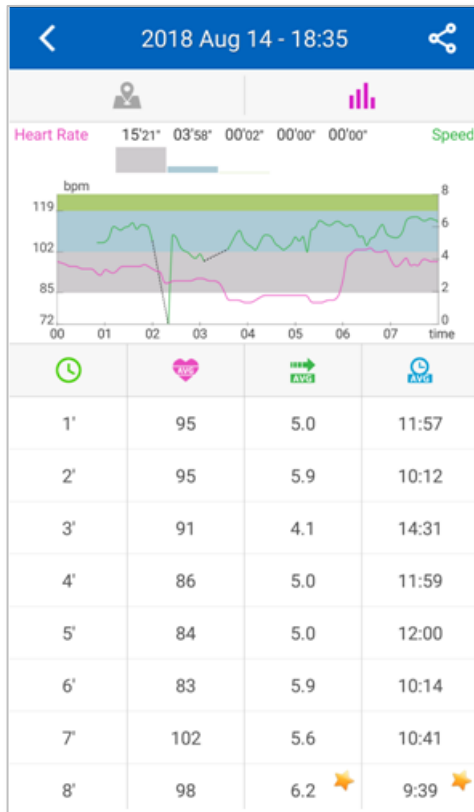 2018 Aug 14 - 18:35
Heart Rate 15'21" 03'58" 00'02" 00'00" 00'00" Speed
bpm
8
119
6
102
4
85
2
72
0
00 01 02 03 04 05 06 07 time
AVG AVG AVG
1' 95 5.0 11:57
2' 95 5.9 10:12
3' 91 4.1 14:31
4' 86 5.0 11:59
5' 84 5.0 12:00
6' 83 5.9 10:14
7' 102 5.6 10:41
8' 98 6.2 9:39